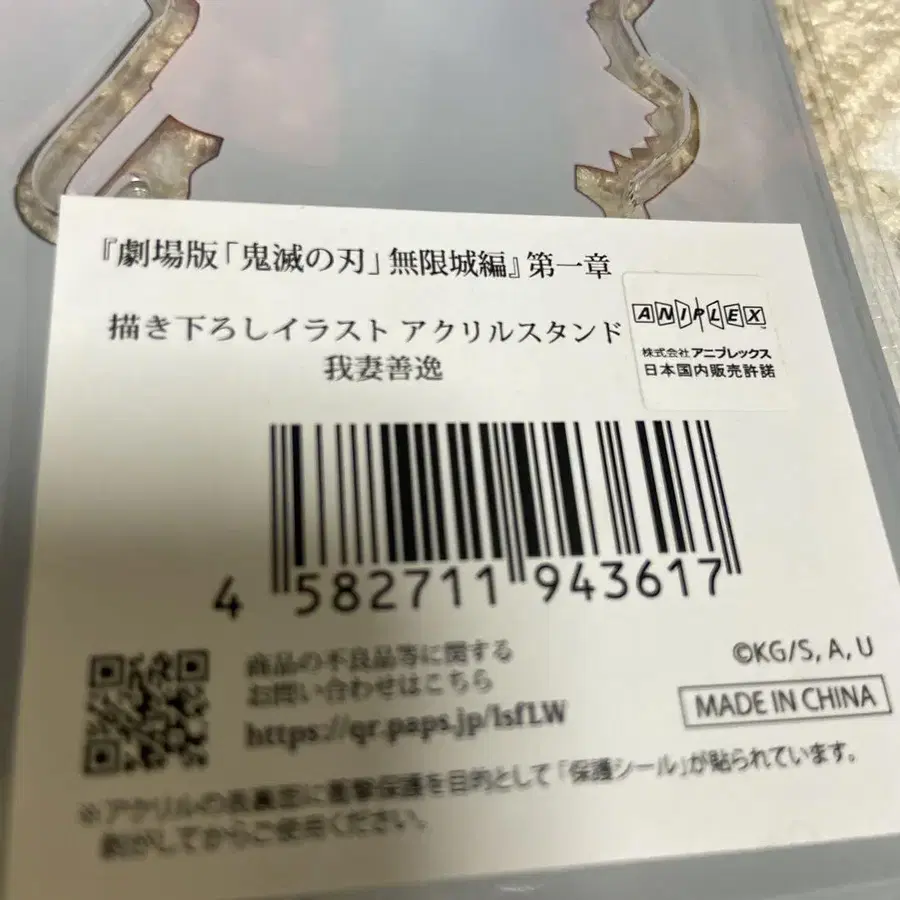 『劇場版「鬼滅の刃」無限城編』第一章
描き下ろしイラスト アクリルスタンド
我妻善逸
ANIPLEX
株式会社 アニプレックス
日本国内販売許諾
4 582711 943617
商品の不良品等に関する
お問い合わせはこちら
https://qr.paps.jp/lsf1W
©KG/S, A, U
MADE IN CHINA
※アクリルの表裏面に衝撃保護を目的として「保護シール」が貼られています。
剥がしてからご使用ください。